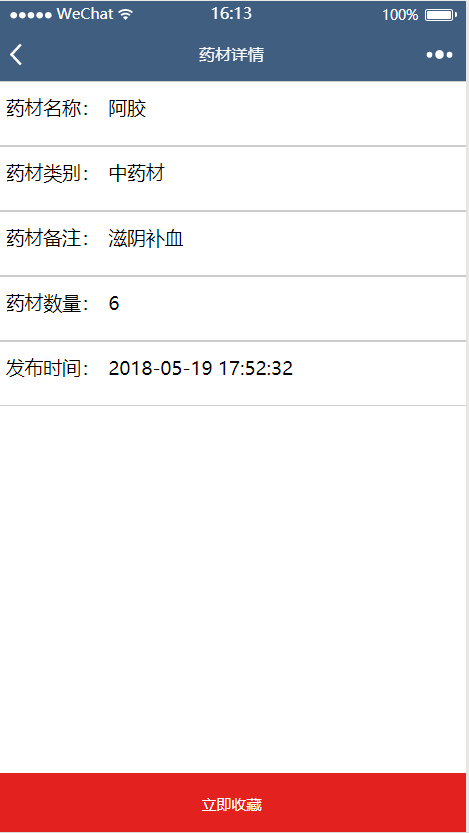 WeChat 16:13 100%
药材详情
药材名称： 阿胶
药材类别： 中药材
药材备注： 滋阴补血
药材数量： 6
发布时间： 2018-05-19 17:52:32
立即收藏